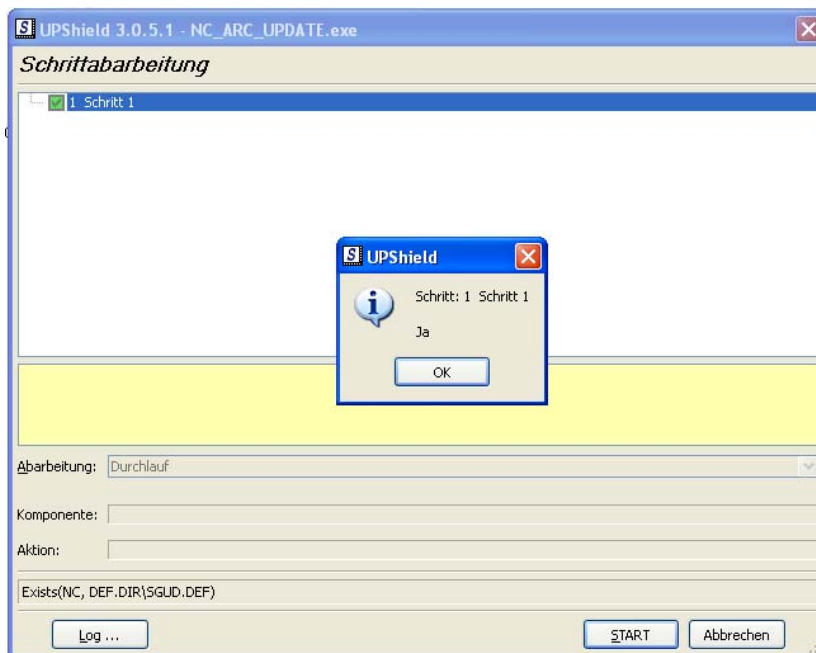 UPShield 3.0.5.1 - NC_ARC_UPDATE.exe
Schrittabarbeitung
1 Schritt 1
UPShield
Schritt: 1 Schritt 1
Ja
OK
Abarbeitung: Durchlauf
Komponente:
Aktion:
Exists(NC, DEF.DIR\SGUD.DEF)
Log ... START Abbrechen